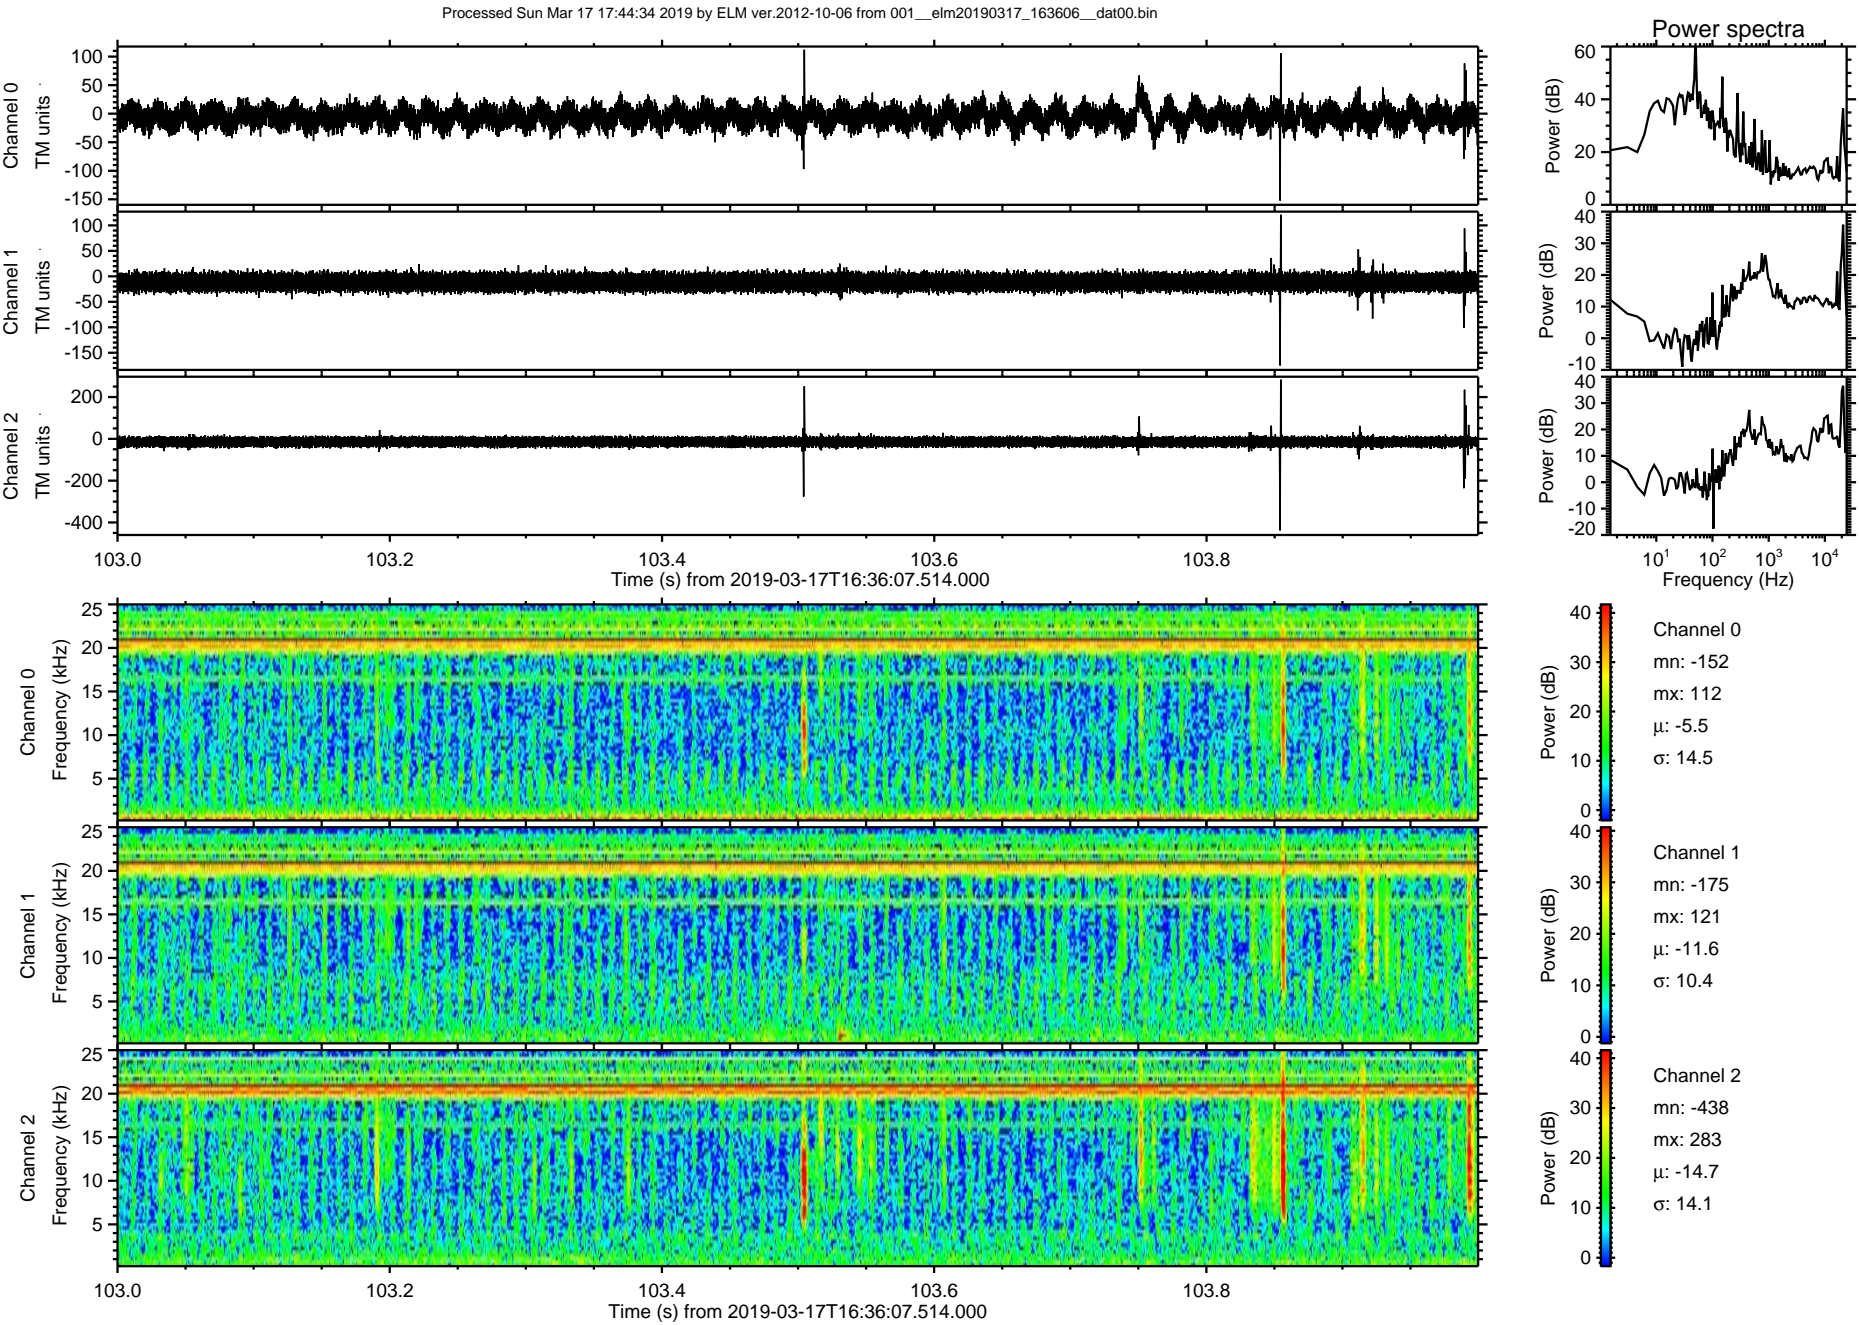 Processed Sun Mar 17 17:44:34 2019 by ELM ver.2012-10-06 from 001__elm20190317_163606__dat00.bin
Power spectra
Channel 0
TM units
100
50
0
-50
-100
-150
Power (dB)
60
40
20
0
Channel 1
TM units
100
50
0
-50
-100
-150
Power (dB)
40
30
20
10
0
-10
Channel 2
TM units
200
0
-200
-400
Power (dB)
40
30
20
10
0
-10
-20
103.0 103.2 103.4 103.6 103.8
Time (s) from 2019-03-17T16:36:07.514.000
10¹ 10² 10³ 10⁴
Frequency (Hz)
Channel 0
Frequency (kHz)
25
20
15
10
5
Power (dB)
40
30
20
10
0
Channel 0
mn: -152
mx: 112
μ: -5.5
σ: 14.5
Channel 1
Frequency (kHz)
25
20
15
10
5
Power (dB)
40
30
20
10
0
Channel 1
mn: -175
mx: 121
μ: -11.6
σ: 10.4
Channel 2
Frequency (kHz)
25
20
15
10
5
Power (dB)
40
30
20
10
0
Channel 2
mn: -438
mx: 283
μ: -14.7
σ: 14.1
103.0 103.2 103.4 103.6 103.8
Time (s) from 2019-03-17T16:36:07.514.000